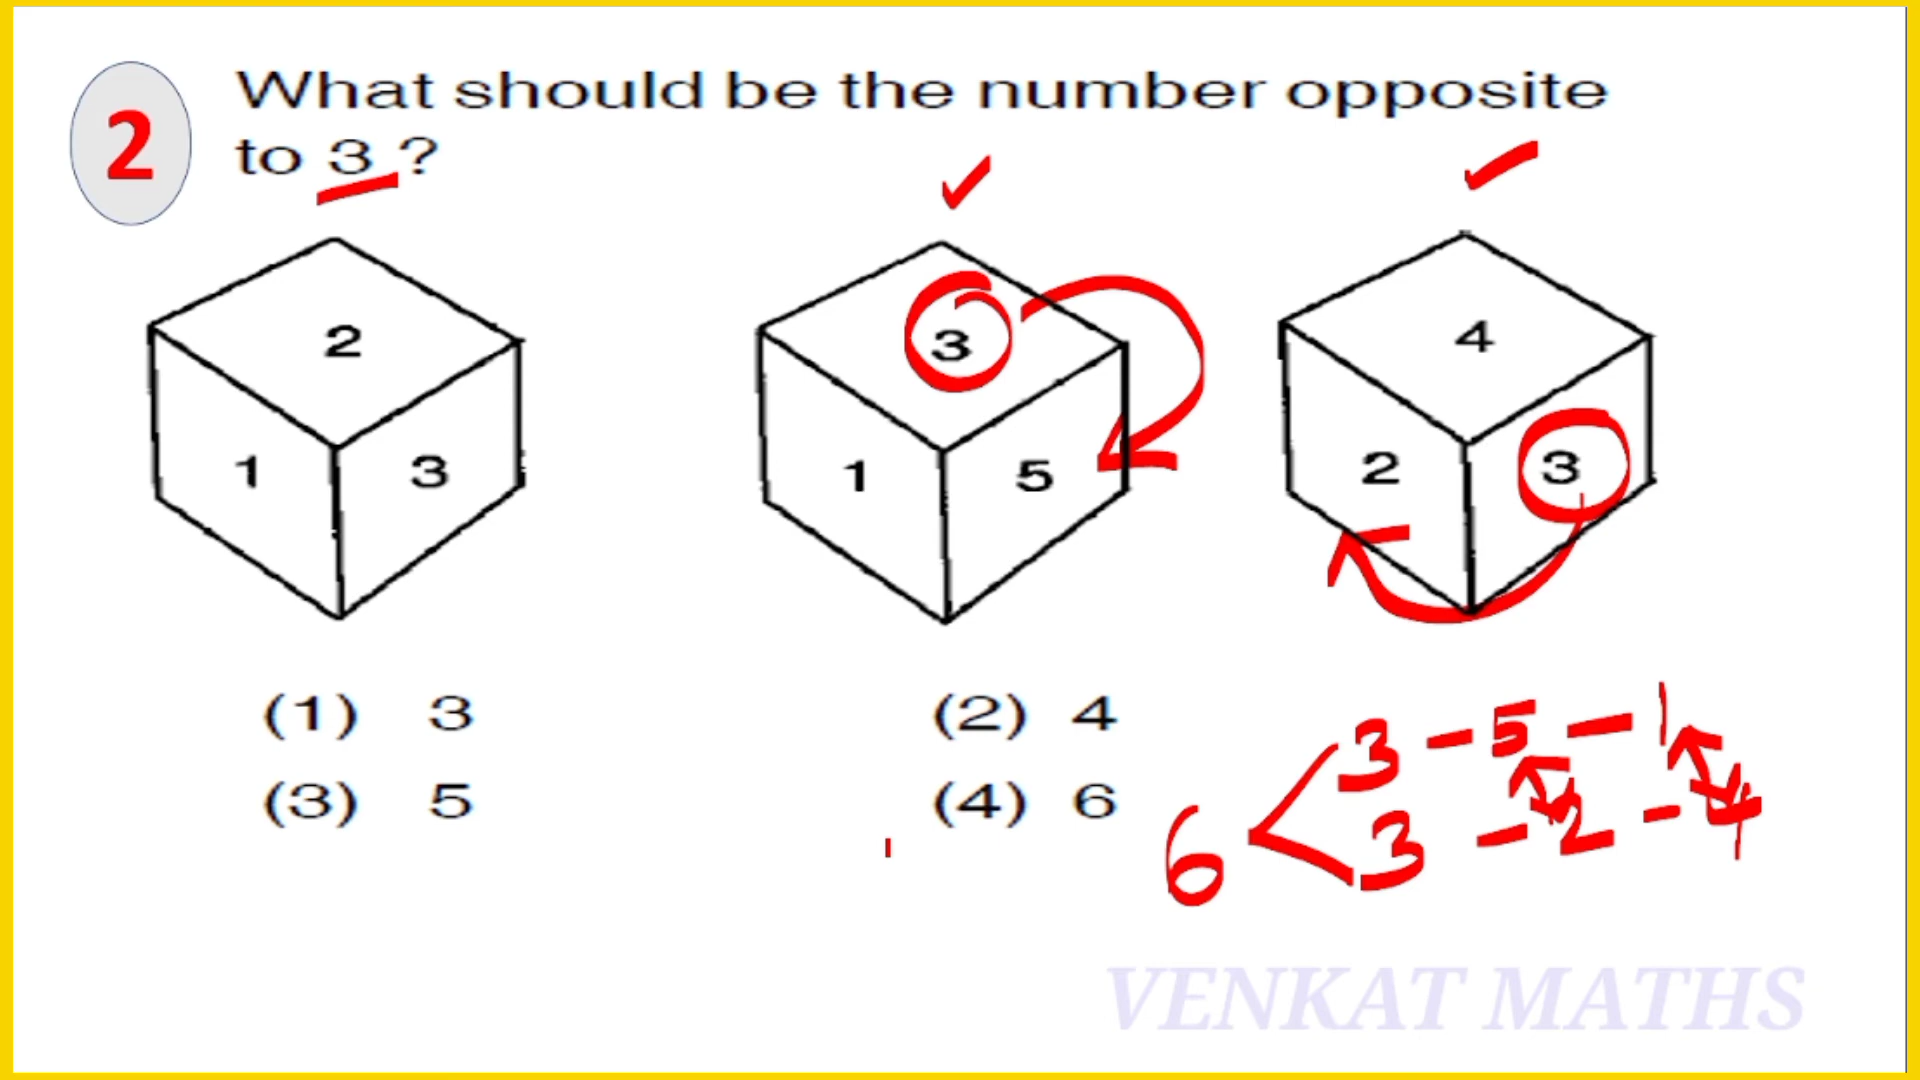 2
What should be the number opposite
to 3 ?
2
1 3
3
1 5
4
2 3
(1) 3
(2) 4
(3) 5
(4) 6
3 - 5 - 1
6
3 - 2 - 4
VENKAT MATHS